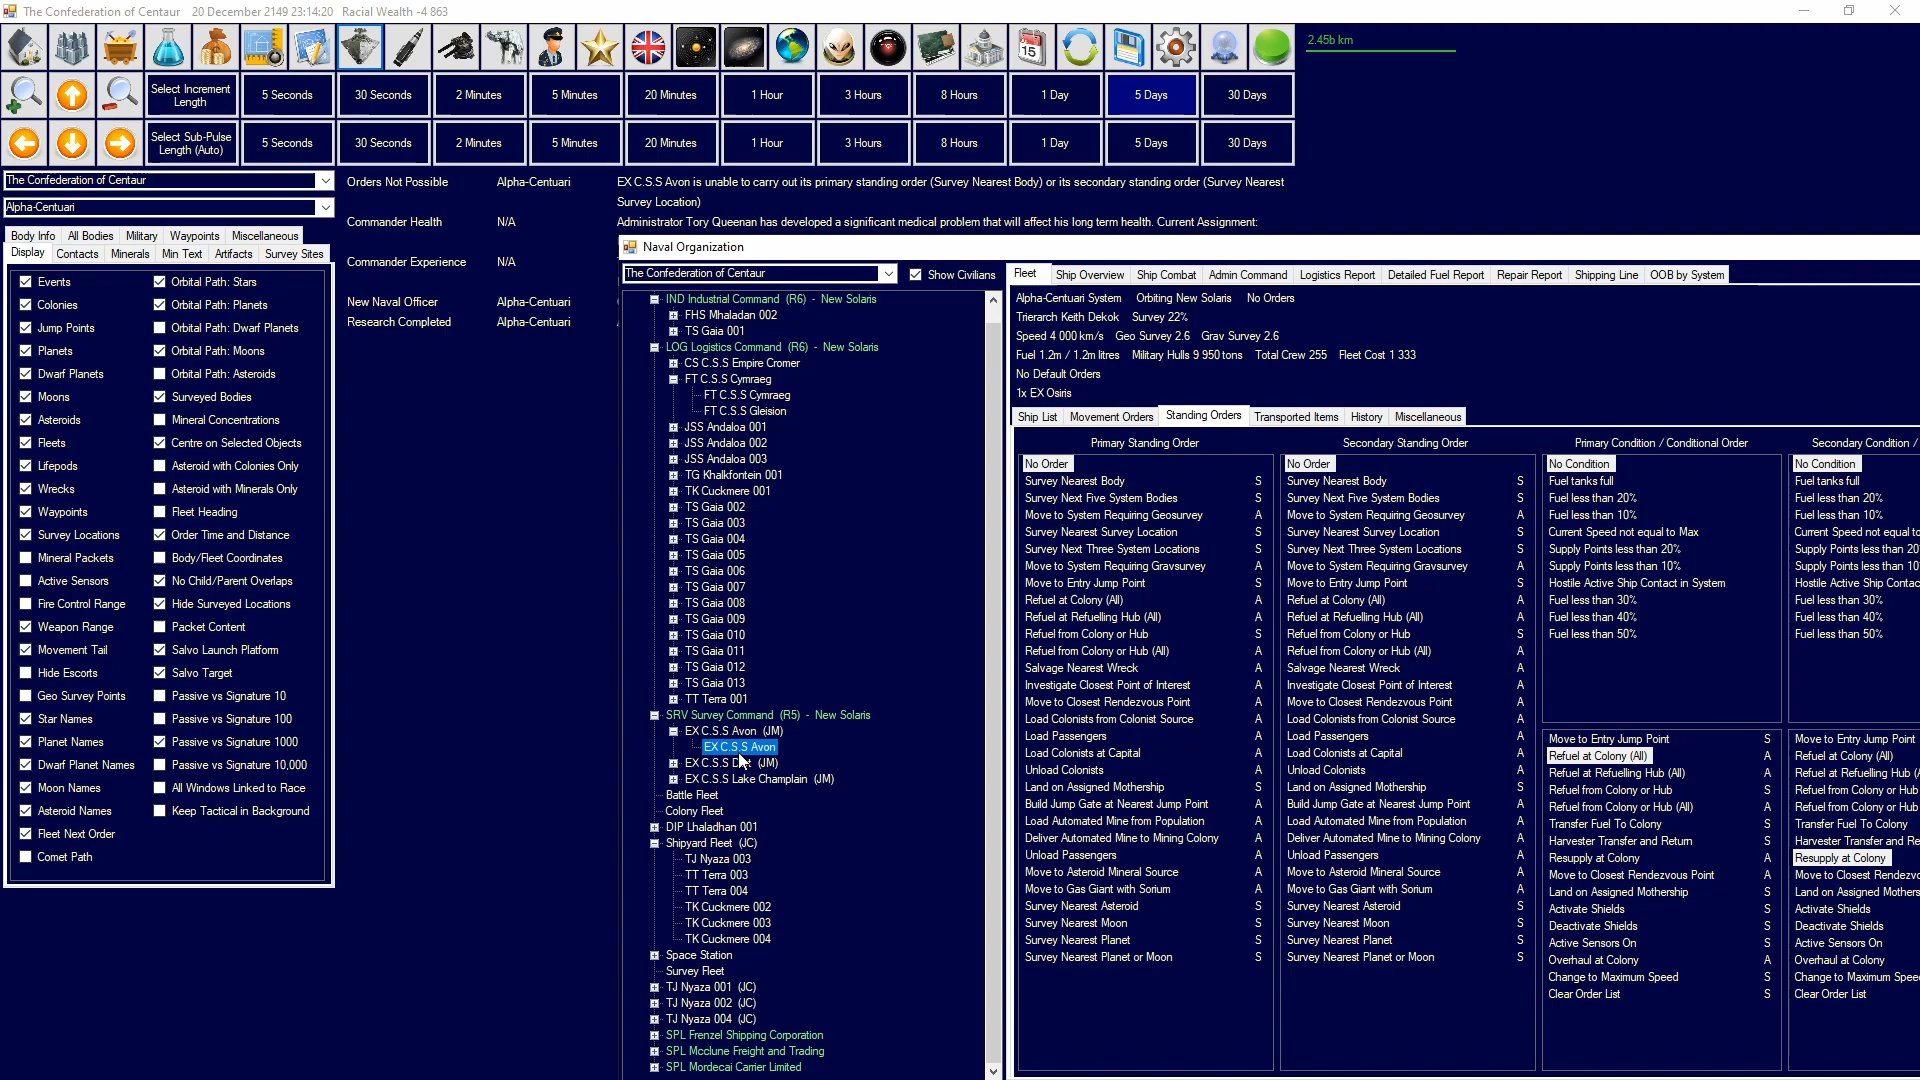 The Confederation of Centaur 20 December 2149 23:14:20 Racial Wealth -4 863
2.45b km
Select Increment Length 5 Seconds 30 Seconds 2 Minutes 5 Minutes 20 Minutes 1 Hour 3 Hours 8 Hours 1 Day 5 Days 30 Days
Select Sub-Pulse Length (Auto) 5 Seconds 30 Seconds 2 Minutes 5 Minutes 20 Minutes 1 Hour 3 Hours 8 Hours 1 Day 5 Days 30 Days
The Confederation of Centaur
Alpha-Centuari
Body Info All Bodies Military Waypoints Miscellaneous
Display Contacts Minerals Min Text Artifacts Survey Sites
Events Orbital Path: Stars
Colonies Orbital Path: Planets
Jump Points Orbital Path: Dwarf Planets
Planets Orbital Path: Moons
Dwarf Planets Orbital Path: Asteroids
Moons Surveyed Bodies
Asteroids Mineral Concentrations
Fleets Centre on Selected Objects
Lifepods Asteroid with Colonies Only
Wrecks Asteroid with Minerals Only
Waypoints Fleet Heading
Survey Locations Order Time and Distance
Mineral Packets Body/Fleet Coordinates
Active Sensors No Child/Parent Overlaps
Fire Control Range Hide Surveyed Locations
Weapon Range Packet Content
Movement Tail Salvo Launch Platform
Hide Escorts Salvo Target
Geo Survey Points Passive vs Signature 10
Star Names Passive vs Signature 100
Planet Names Passive vs Signature 1000
Dwarf Planet Names Passive vs Signature 10,000
Moon Names All Windows Linked to Race
Asteroid Names Keep Tactical in Background
Fleet Next Order
Comet Path
Orders Not Possible Alpha-Centuari EX C.S.S Avon is unable to carry out its primary standing order (Survey Nearest Body) or its secondary standing order (Survey Nearest
Survey Location)
Commander Health N/A Administrator Tory Queenan has developed a significant medical problem that will affect his long term health. Current Assignment:
Commander Experience N/A
New Naval Officer Alpha-Centuari
Research Completed Alpha-Centuari
Naval Organization
The Confederation of Centaur Show Civilians
IND Industrial Command (R6) - New Solaris
FHS Mhaladan 002
TS Gaia 001
LOG Logistics Command (R6) - New Solaris
CS C.S.S Empire Cromer
FT C.S.S Cymraeg
FT C.S.S Cymraeg
FT C.S.S Gleision
JSS Andaloa 001
JSS Andaloa 002
JSS Andaloa 003
TG Khalkfontein 001
TK Cuckmere 001
TS Gaia 002
TS Gaia 003
TS Gaia 004
TS Gaia 005
TS Gaia 006
TS Gaia 007
TS Gaia 008
TS Gaia 009
TS Gaia 010
TS Gaia 011
TS Gaia 012
TS Gaia 013
TT Terra 001
SRV Survey Command (R5) - New Solaris
EX C.S.S Avon (JM)
EX C.S.S Avon
EX C.S.S (JM)
EX C.S.S Lake Champlain (JM)
Battle Fleet
Colony Fleet
DIP Lhaladhan 001
Shipyard Fleet (JC)
TJ Nyaza 003
TT Terra 003
TT Terra 004
TK Cuckmere 002
TK Cuckmere 003
TK Cuckmere 004
Space Station
Survey Fleet
TJ Nyaza 001 (JC)
TJ Nyaza 002 (JC)
TJ Nyaza 004 (JC)
SPL Frenzel Shipping Corporation
SPL Mcclune Freight and Trading
SPL Mordecai Carrier Limited
Fleet Ship Overview Ship Combat Admin Command Logistics Report Detailed Fuel Report Repair Report Shipping Line OOB by System
Alpha-Centuari System Orbiting New Solaris No Orders
Trierarch Keith Dekok Survey 22%
Speed 4 000 km/s Geo Survey 2.6 Grav Survey 2.6
Fuel 1.2m / 1.2m litres Military Hulls 9 950 tons Total Crew 255 Fleet Cost 1 333
No Default Orders
1x EX Osiris
Ship List Movement Orders Standing Orders Transported Items History Miscellaneous
Primary Standing Order
No Order
Survey Nearest Body S
Survey Next Five System Bodies S
Move to System Requiring Geosurvey A
Survey Nearest Survey Location S
Survey Next Three System Locations S
Move to System Requiring Gravsurvey A
Move to Entry Jump Point S
Refuel at Colony (All) A
Refuel at Refuelling Hub (All) A
Refuel from Colony or Hub S
Refuel from Colony or Hub (All) A
Salvage Nearest Wreck A
Investigate Closest Point of Interest A
Move to Closest Rendezvous Point A
Load Colonists from Colonist Source A
Load Passengers A
Load Colonists at Capital A
Unload Colonists A
Land on Assigned Mothership S
Build Jump Gate at Nearest Jump Point A
Load Automated Mine from Population A
Deliver Automated Mine to Mining Colony A
Unload Passengers A
Move to Asteroid Mineral Source A
Move to Gas Giant with Sorium A
Survey Nearest Asteroid S
Survey Nearest Moon S
Survey Nearest Planet S
Survey Nearest Planet or Moon S
Secondary Standing Order
No Order
Survey Nearest Body S
Survey Next Five System Bodies S
Move to System Requiring Geosurvey A
Survey Nearest Survey Location S
Survey Next Three System Locations S
Move to System Requiring Gravsurvey A
Move to Entry Jump Point S
Refuel at Colony (All) A
Refuel at Refuelling Hub (All) A
Refuel from Colony or Hub S
Refuel from Colony or Hub (All) A
Salvage Nearest Wreck A
Investigate Closest Point of Interest A
Move to Closest Rendezvous Point A
Load Colonists from Colonist Source A
Load Passengers A
Load Colonists at Capital A
Unload Colonists A
Land on Assigned Mothership S
Build Jump Gate at Nearest Jump Point A
Load Automated Mine from Population A
Deliver Automated Mine to Mining Colony A
Unload Passengers A
Move to Asteroid Mineral Source A
Move to Gas Giant with Sorium A
Survey Nearest Asteroid S
Survey Nearest Moon S
Survey Nearest Planet S
Survey Nearest Planet or Moon S
Primary Condition / Conditional Order
No Condition
Fuel tanks full
Fuel less than 20%
Fuel less than 10%
Current Speed not equal to Max
Supply Points less than 20%
Supply Points less than 10%
Hostile Active Ship Contact in System
Fuel less than 30%
Fuel less than 40%
Fuel less than 50%
Move to Entry Jump Point S
Refuel at Colony (All) A
Refuel at Refuelling Hub (All) A
Refuel from Colony or Hub S
Refuel from Colony or Hub (All) A
Transfer Fuel To Colony S
Harvester Transfer and Return S
Resupply at Colony A
Move to Closest Rendezvous Point A
Land on Assigned Mothership S
Activate Shields S
Deactivate Shields S
Active Sensors On S
Overhaul at Colony A
Change to Maximum Speed S
Clear Order List S
Secondary Condition /
No Condition
Fuel tanks full
Fuel less than 20%
Fuel less than 10%
Current Speed not equal to
Supply Points less than 20
Supply Points less than 10
Hostile Active Ship Contac
Fuel less than 30%
Fuel less than 40%
Fuel less than 50%
Move to Entry Jump Point
Refuel at Colony (All)
Refuel at Refuelling Hub (A
Refuel from Colony or Hub
Refuel from Colony or Hub
Transfer Fuel To Colony
Harvester Transfer and Re
Resupply at Colony
Move to Closest Rendezvo
Land on Assigned Mothers
Activate Shields
Deactivate Shields
Active Sensors On
Overhaul at Colony
Change to Maximum Spee
Clear Order List